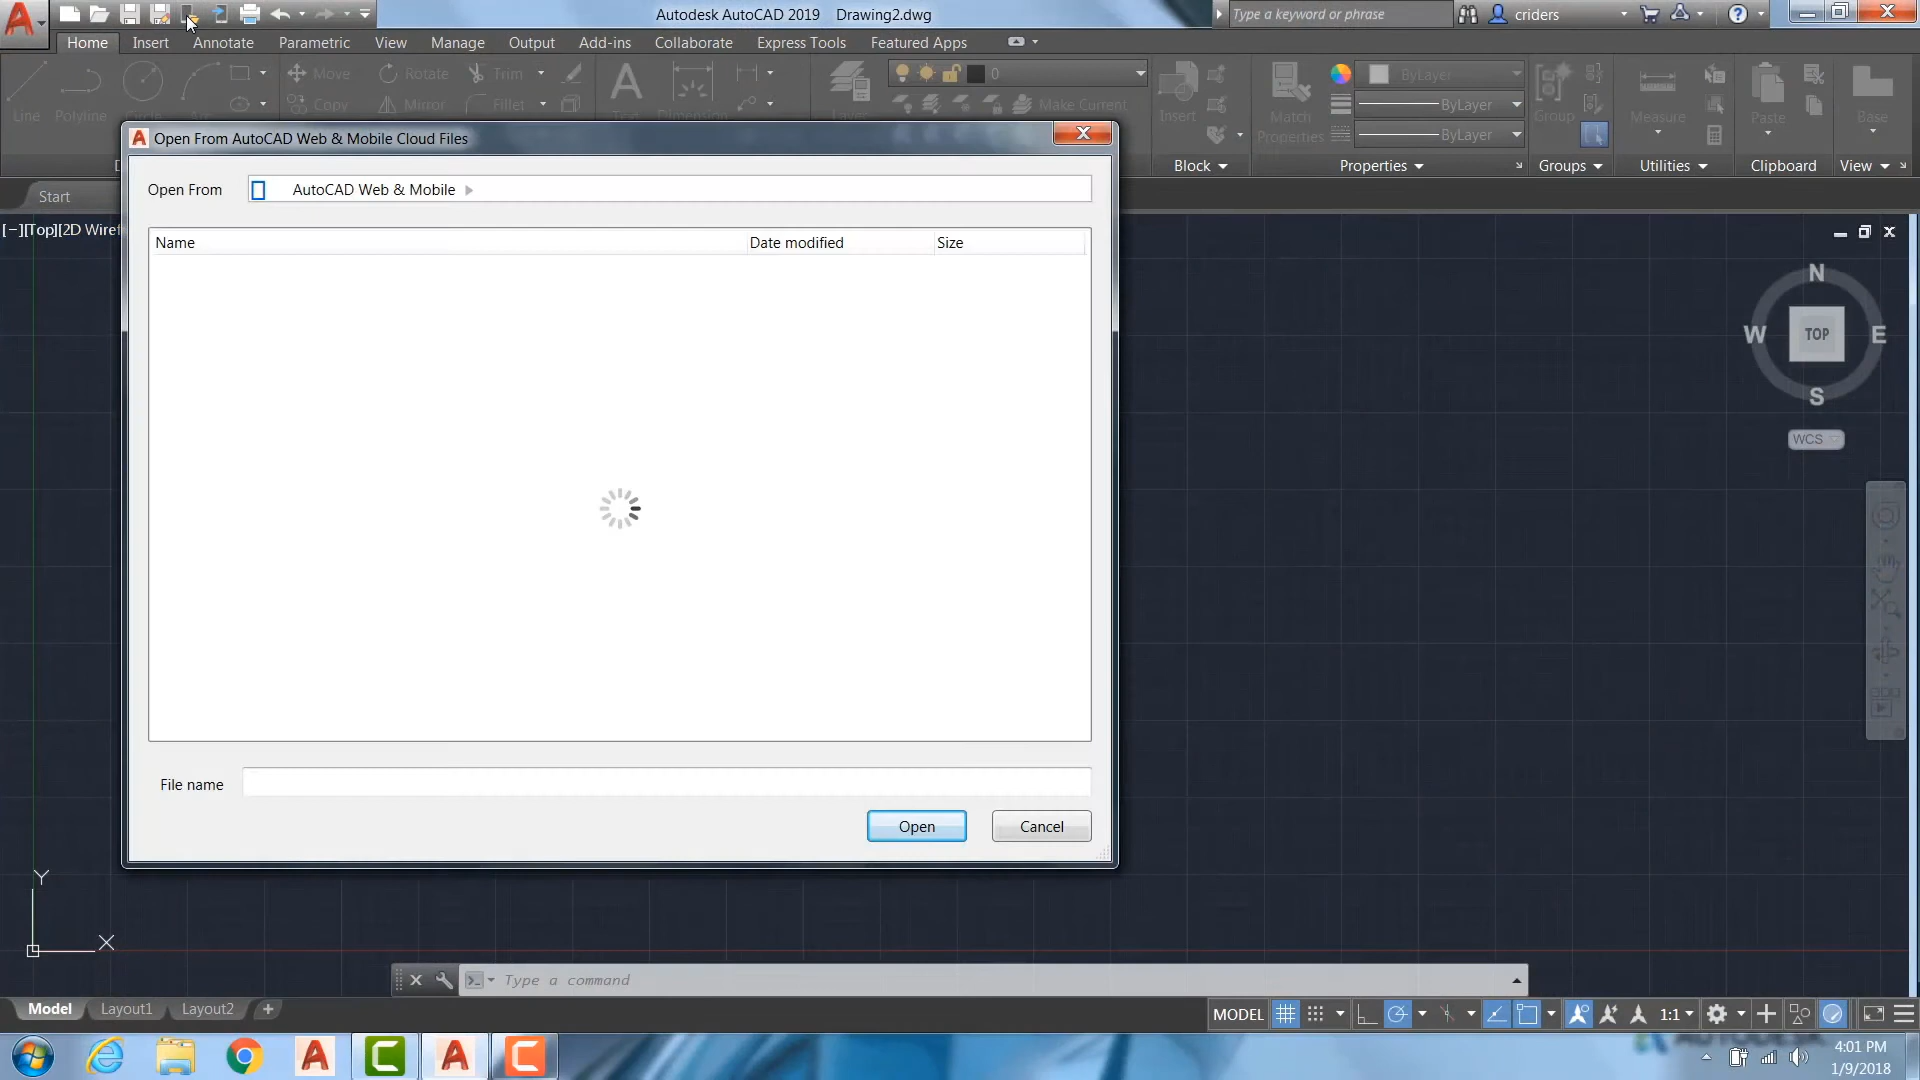 Autodesk AutoCAD 2019 Drawing2.dwg
Type a keyword or phrase
criders
Home Insert Annotate Parametric View Manage Output Add-ins Collaborate Express Tools Featured Apps
Move Rotate Trim 0 ByLayer
Copy Mirror Fillet Make Current ByLayer
Line Polyline Circle Insert Match Properties ByLayer Group Measure Paste Base
Block Properties Groups Utilities Clipboard View
Start
[−][Top][2D Wiref
Open From AutoCAD Web & Mobile Cloud Files
Open From AutoCAD Web & Mobile
Name Date modified Size
File name
Open Cancel
N
W TOP E
S
WCS
Y
X
Type a command
Model Layout1 Layout2
MODEL 1:1
4:01 PM
1/9/2018